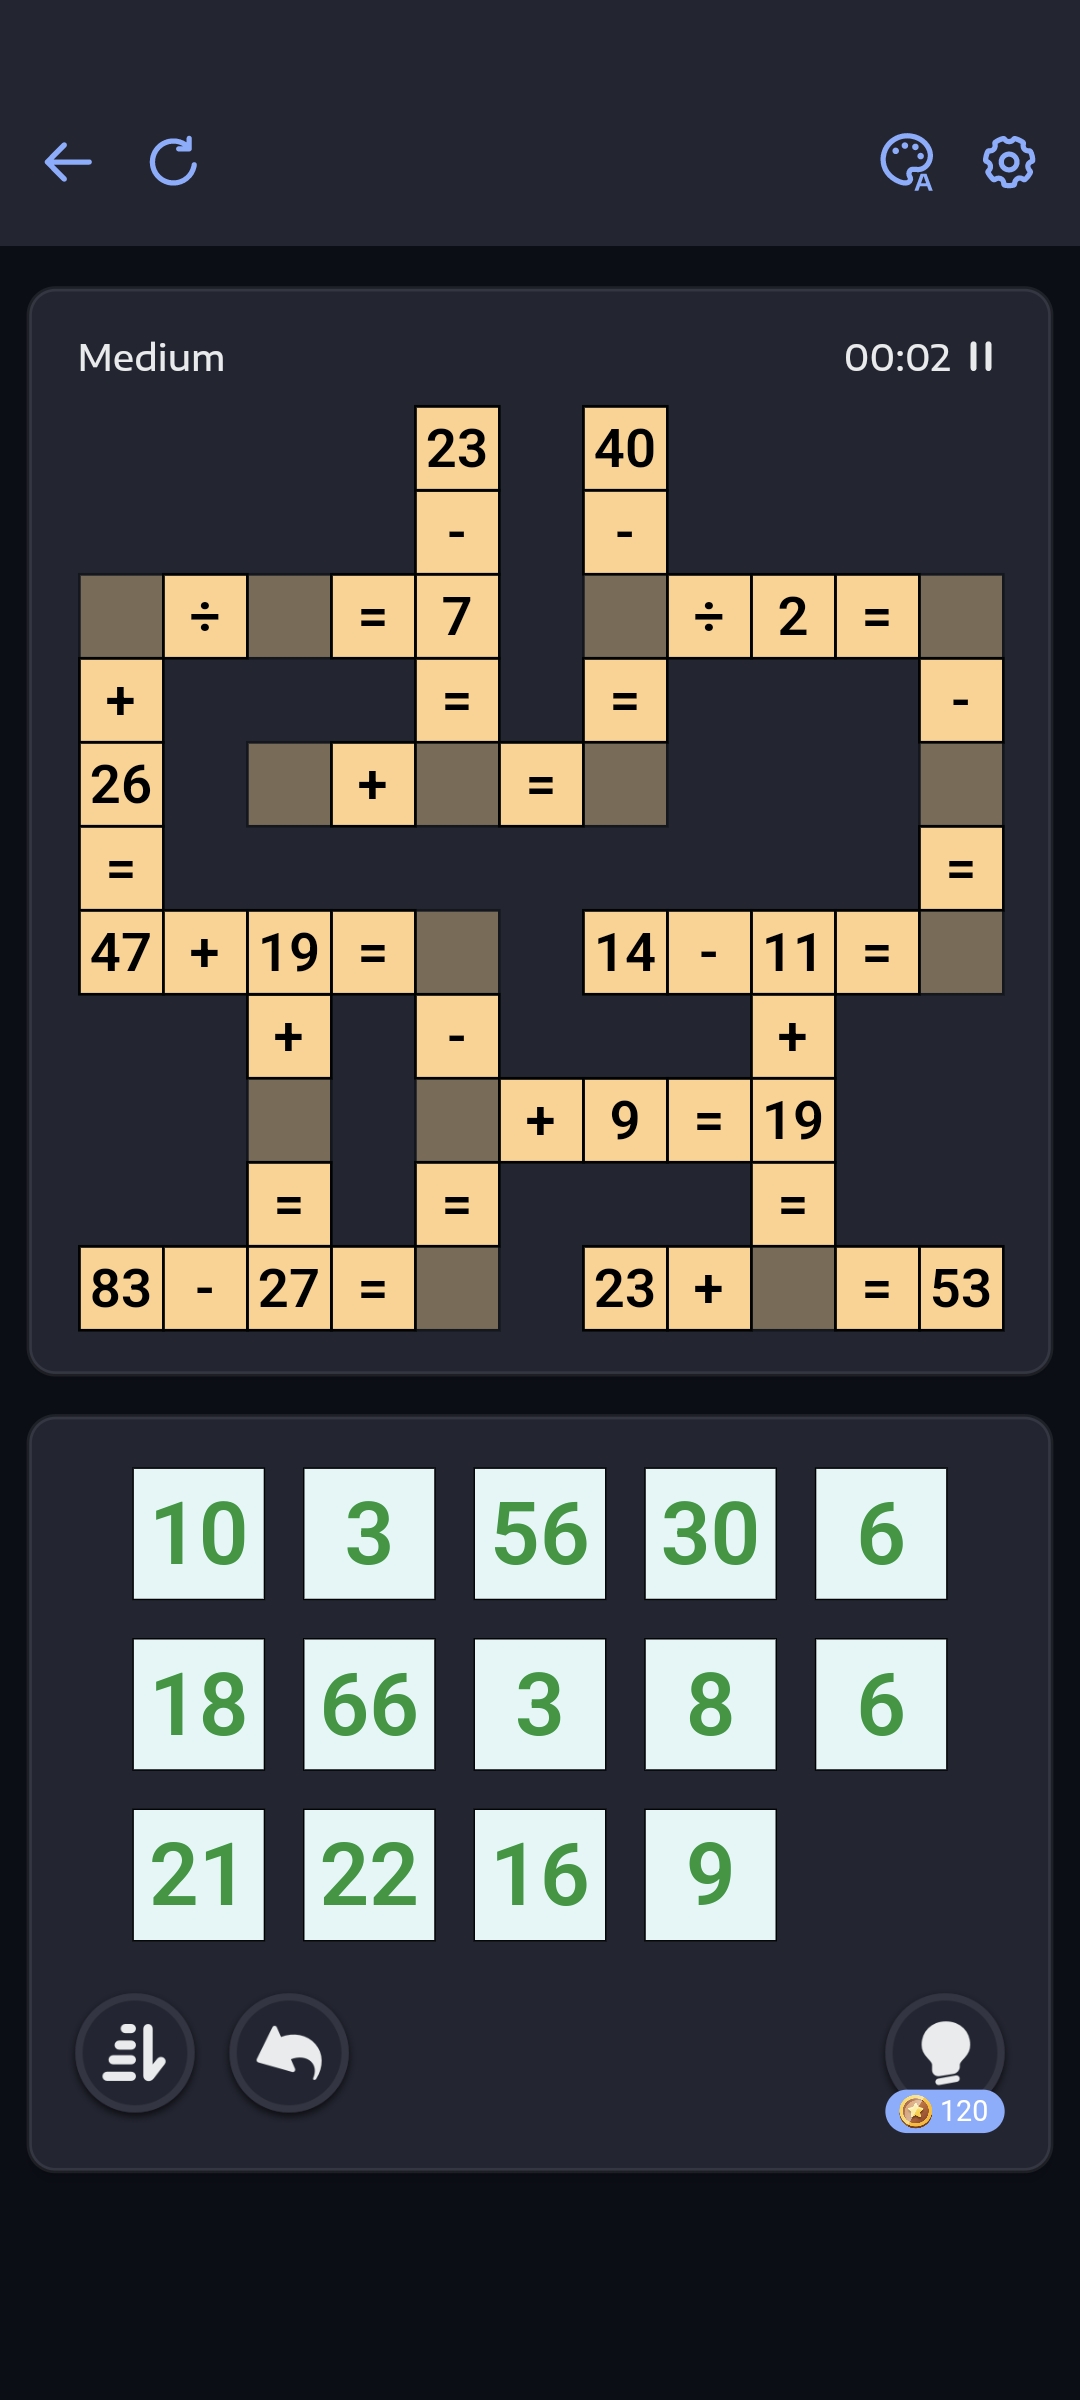 Medium 00:02
23 40
- -
÷ = 7 ÷ 2 =
+ = = -
26 + =
= =
47 + 19 = 14 - 11 =
+ - +
+ 9 = 19
= = =
83 - 27 = 23 + = 53
10 3 56 30 6
18 66 3 8 6
21 22 16 9
120